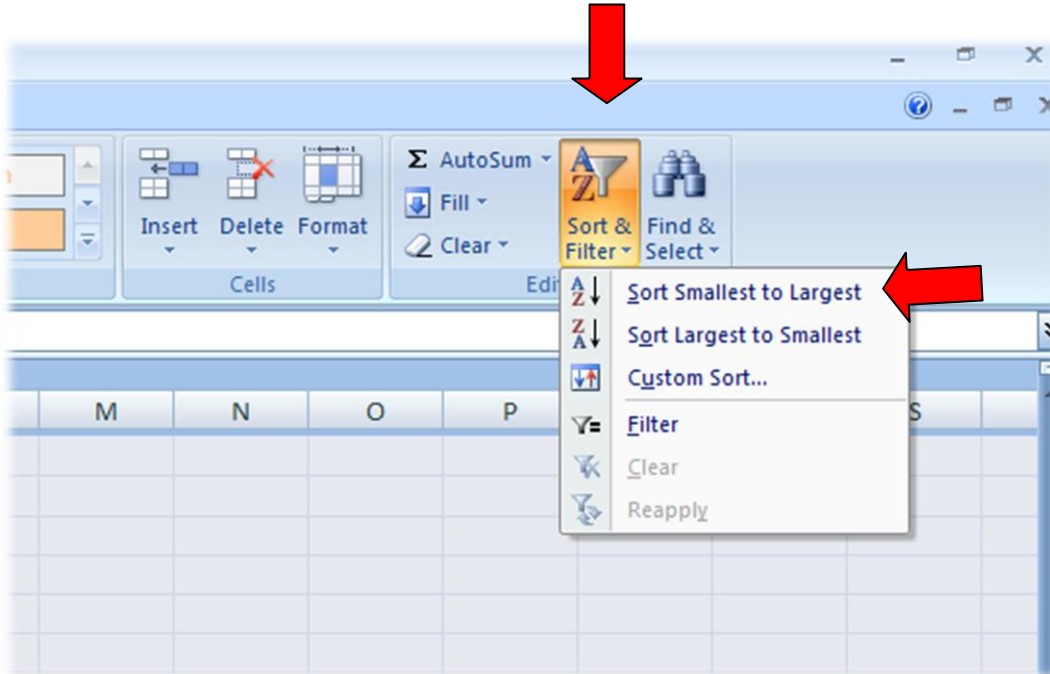 Insert Delete Format
Cells
Σ AutoSum
Fill
Clear
Sort &
Filter
Find &
Select
Sort Smallest to Largest
Sort Largest to Smallest
Custom Sort...
Filter
Clear
Reapply
M N O P S